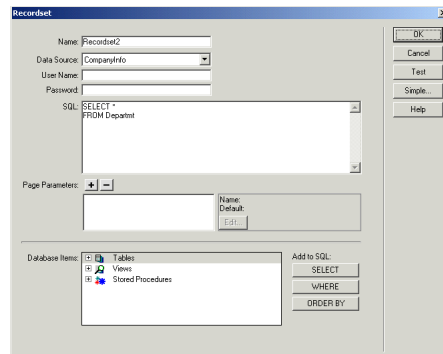 Recordset
Name: Recordset2
Data Source: CompanyInfo
User Name:
Password:
SQL: SELECT *
FROM Departmt
Page Parameters: + −
Name:
Default:
Edit...
Database Items: Tables
Views
Stored Procedures
Add to SQL:
SELECT
WHERE
ORDER BY
OK
Cancel
Test
Simple...
Help